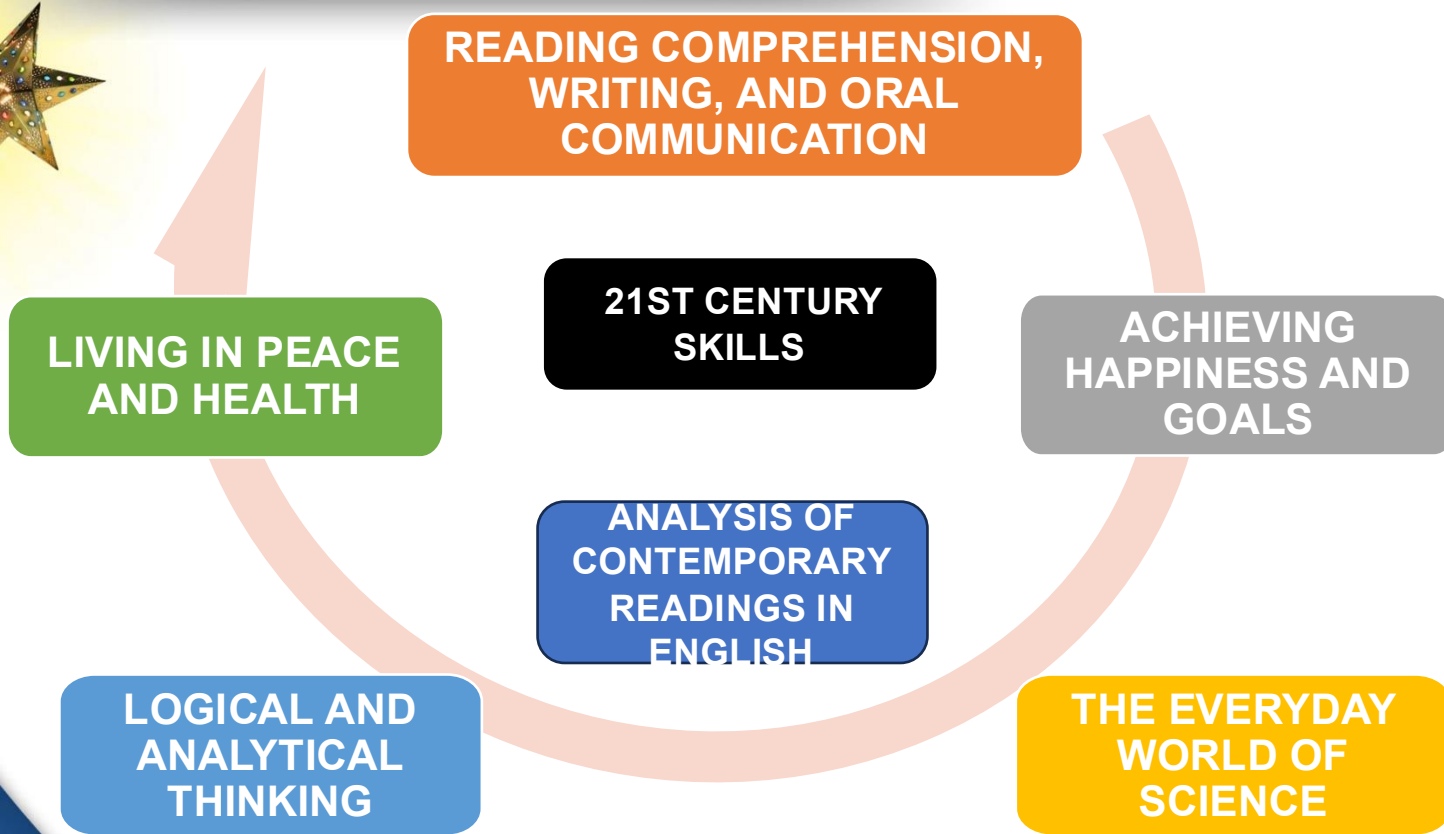 READING COMPREHENSION,
WRITING, AND ORAL
COMMUNICATION
21ST CENTURY
SKILLS
LIVING IN PEACE
AND HEALTH
ACHIEVING
HAPPINESS AND
GOALS
ANALYSIS OF
CONTEMPORARY
READINGS IN
ENGLISH
LOGICAL AND
ANALYTICAL
THINKING
THE EVERYDAY
WORLD OF
SCIENCE